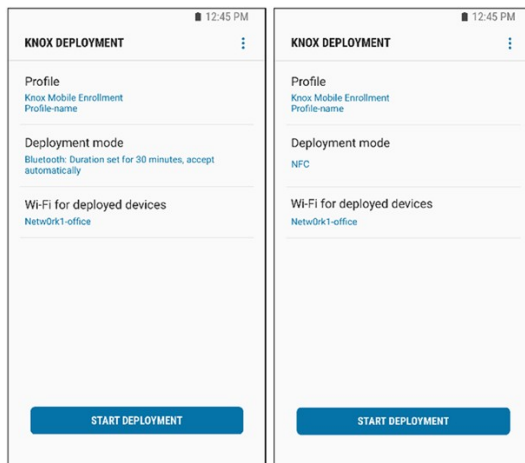 12:45 PM
KNOX DEPLOYMENT
Profile
Knox Mobile Enrollment
Profile-name
Deployment mode
Bluetooth: Duration set for 30 minutes, accept
automatically
Wi-Fi for deployed devices
Netw0rk1-office
START DEPLOYMENT
12:45 PM
KNOX DEPLOYMENT
Profile
Knox Mobile Enrollment
Profile-name
Deployment mode
NFC
Wi-Fi for deployed devices
Netw0rk1-office
START DEPLOYMENT